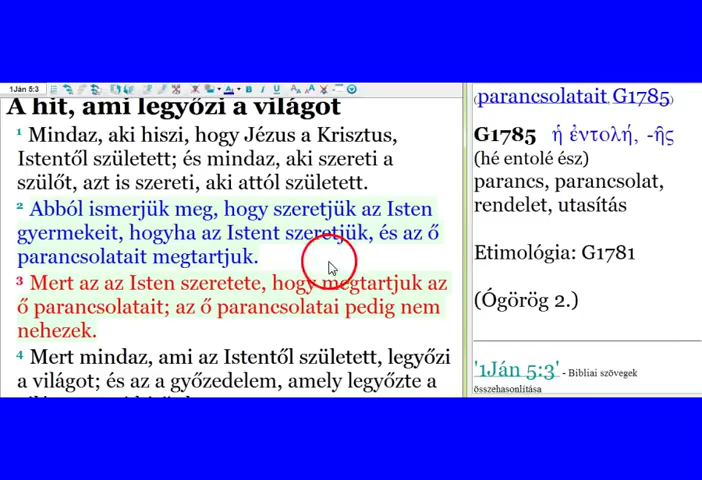 1Ján 5:3
A hit, ami legyőzi a világot
1 Mindaz, aki hiszi, hogy Jézus a Krisztus,
Istentől született; és mindaz, aki szereti a
szülőt, azt is szereti, aki attól született.
2 Abból ismerjük meg, hogy szeretjük az Isten
gyermekeit, hogyha az Istent szeretjük, és az ő
parancsolatait megtartjuk.
3 Mert az az Isten szeretete, hogy megtartjuk az
ő parancsolatait; az ő parancsolatai pedig nem
nehezek.
4 Mert mindaz, ami az Istentől született, legyőzi
a világot; és az a győzedelem, amely legyőzte a
(parancsolatait G1785)
G1785 ἡ ἐντολή, -ῆς
(hé entolé ész)
parancs, parancsolat,
rendelet, utasítás
Etimológia: G1781
(Ógörög 2.)
'1Ján 5:3' - Bibliai szövegek
összehasonlítása